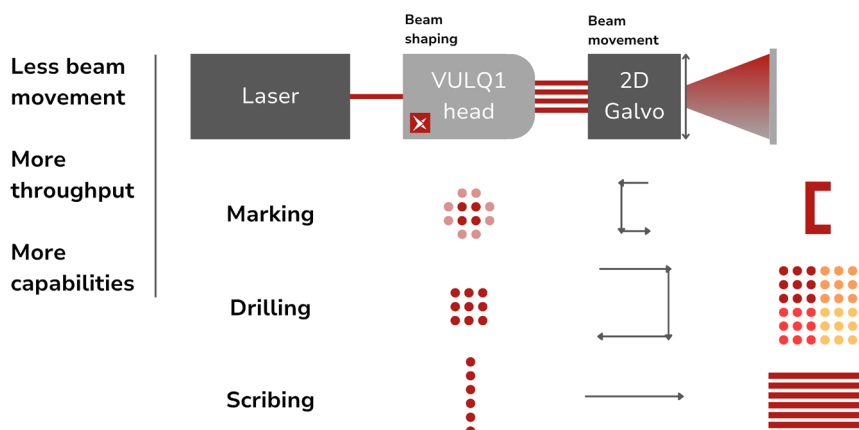 Beam
shaping
Beam
movement
Less beam
movement
More
throughput
More
capabilities
Laser
VULQ1
head
2D
Galvo
Marking
Drilling
Scribing